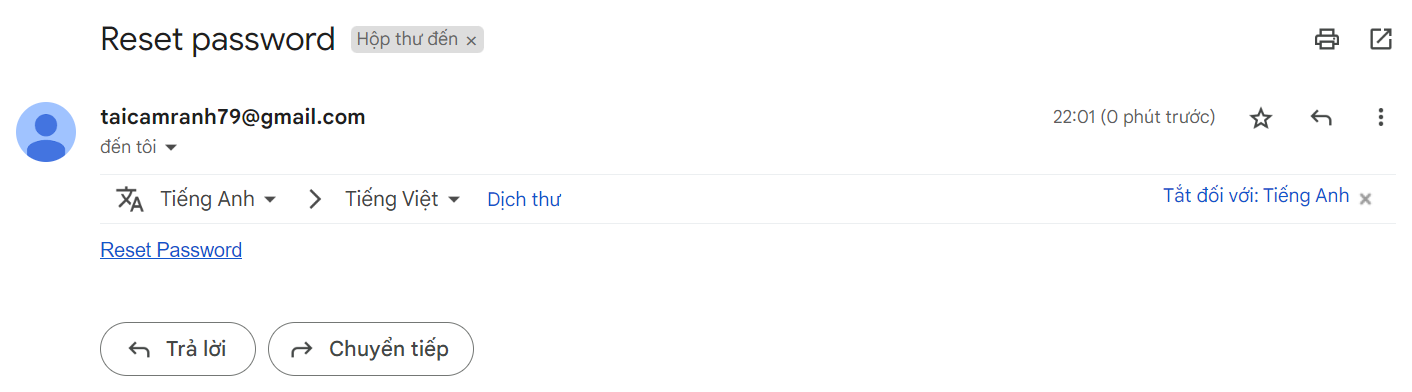 Reset password Hộp thư đến ×
taicamranh79@gmail.com 22:01 (0 phút trước)
đến tôi
Tiếng Anh Tiếng Việt Dịch thư Tắt đối với: Tiếng Anh ×
Reset Password
Trả lời Chuyển tiếp